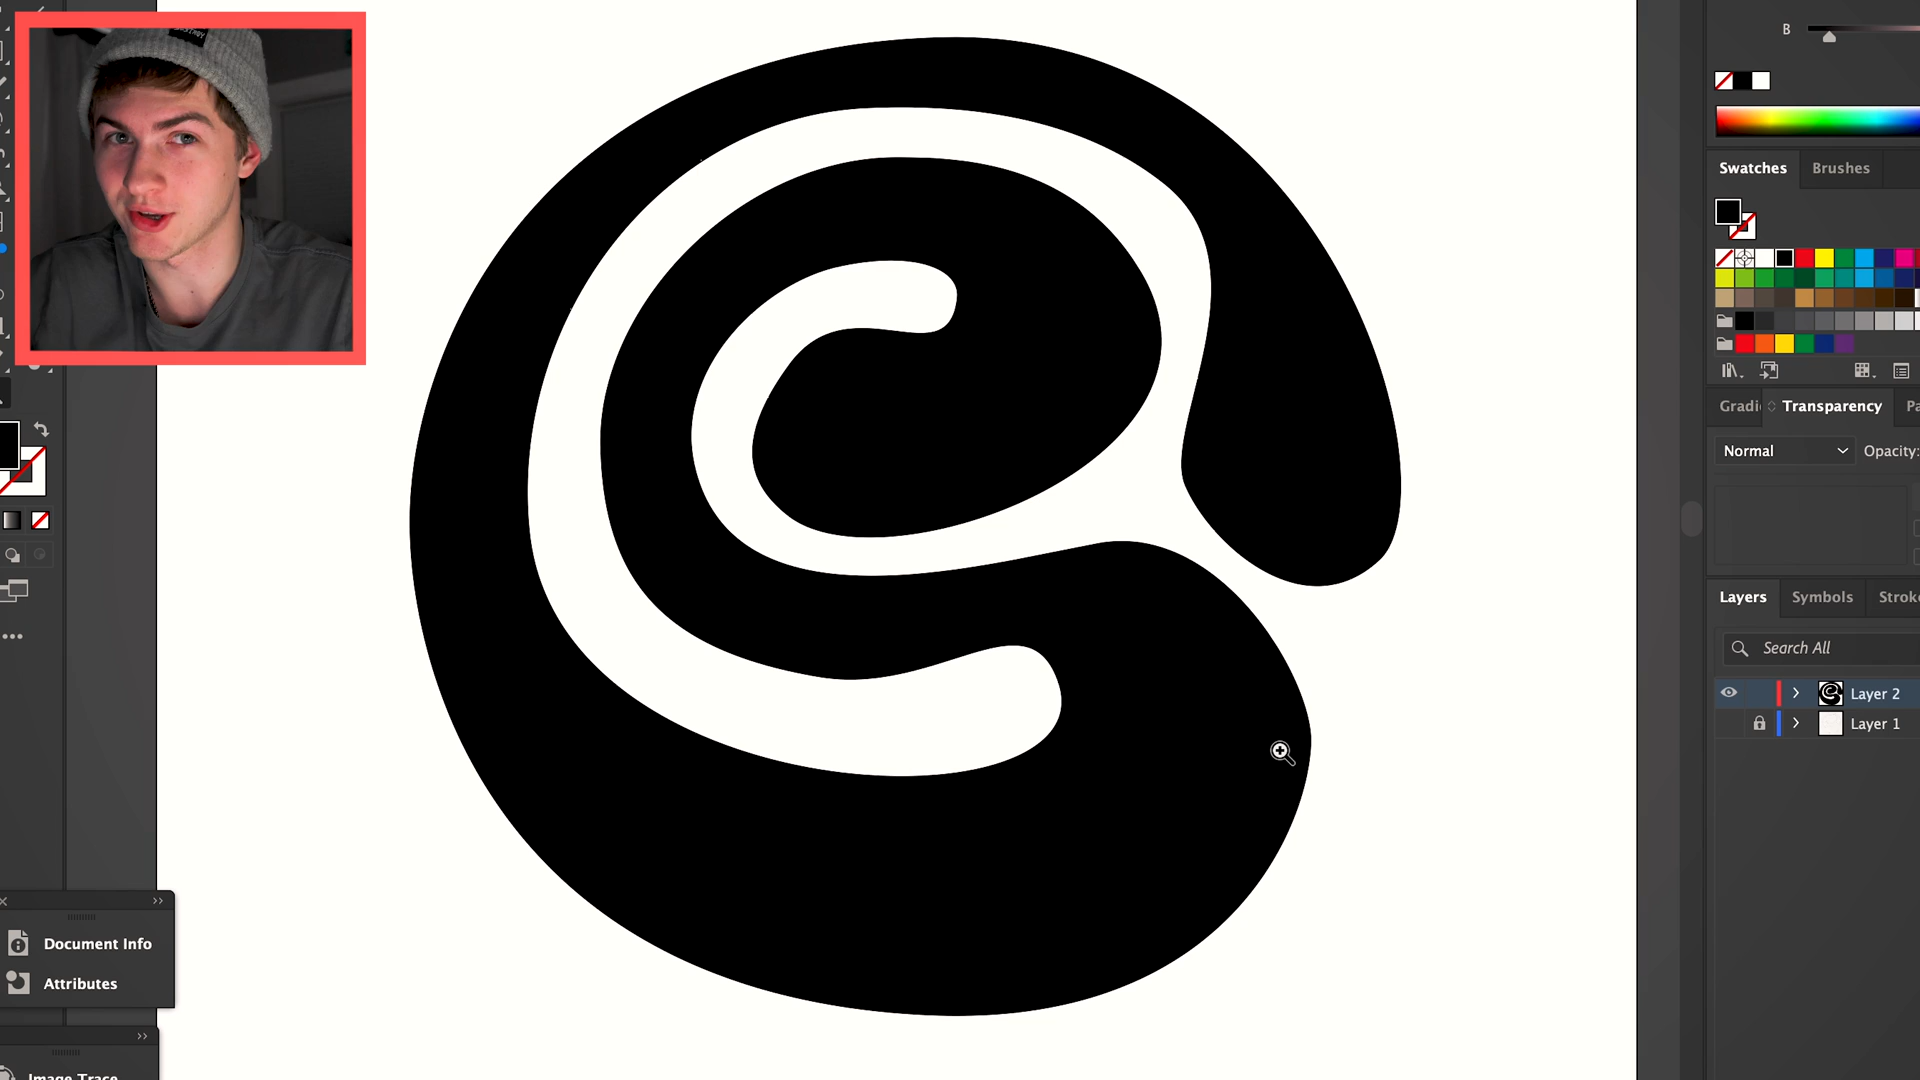 B
Swatches
Brushes
Gradi
Transparency
Pa
Normal
Opacity:
Layers
Symbols
Stroke
Search All
Layer 2
Layer 1
Document Info
Attributes
Image Trace